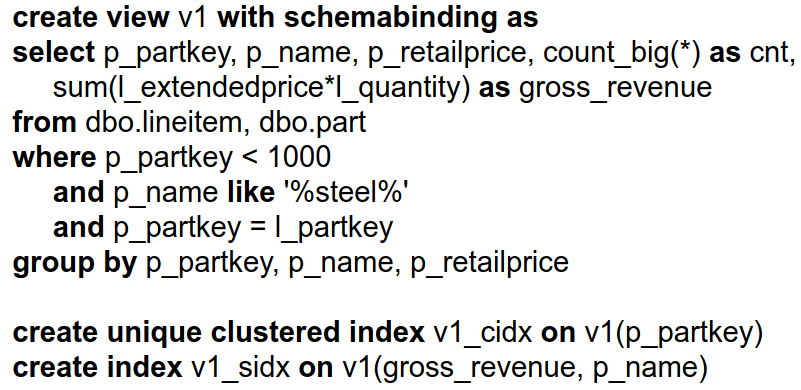 create view v1 with schemabinding as
select p_partkey, p_name, p_retailprice, count_big(*) as cnt,
sum(l_extendedprice*l_quantity) as gross_revenue
from dbo.lineitem, dbo.part
where p_partkey < 1000
and p_name like '%steel%'
and p_partkey = l_partkey
group by p_partkey, p_name, p_retailprice
create unique clustered index v1_cidx on v1(p_partkey)
create index v1_sidx on v1(gross_revenue, p_name)